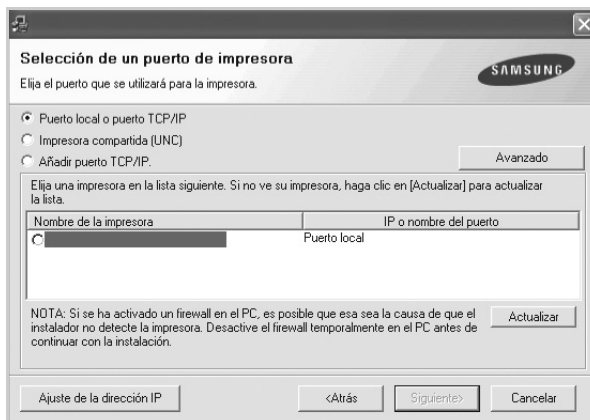 Selección de un puerto de impresora
Elija el puerto que se utilizará para la impresora.
SAMSUNG
Puerto local o puerto TCP/IP
Impresora compartida (UNC)
Añadir puerto TCP/IP.
Avanzado
Elija una impresora en la lista siguiente. Si no ve su impresora, haga clic en [Actualizar] para actualizar
la lista.
Nombre de la impresora IP o nombre del puerto
Puerto local
NOTA: Si se ha activado un firewall en el PC, es posible que esa sea la causa de que el
instalador no detecte la impresora. Desactive el firewall temporalmente en el PC antes de
continuar con la instalación.
Actualizar
Ajuste de la dirección IP <Atrás Siguiente> Cancelar